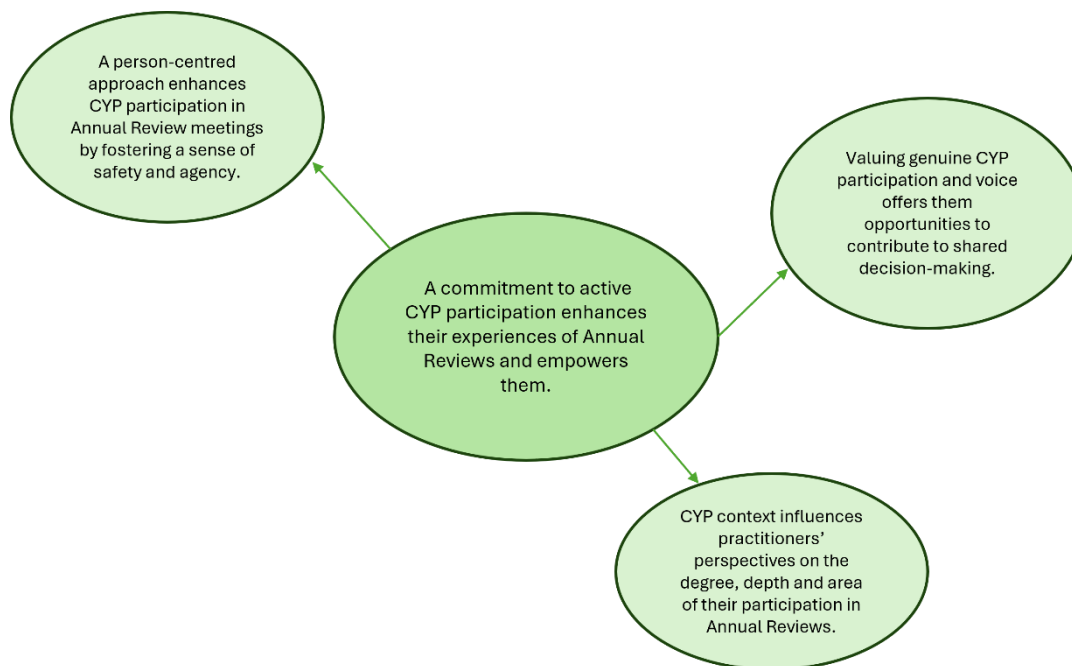 A person-centred
approach enhances
CYP participation in
Annual Review meetings
by fostering a sense of
safety and agency.
Valuing genuine CYP
participation and voice
offers them
opportunities to
contribute to shared
decision-making.
A commitment to active
CYP participation enhances
their experiences of Annual
Reviews and empowers
them.
CYP context influences
practitioners’
perspectives on the
degree, depth and area
of their participation in
Annual Reviews.